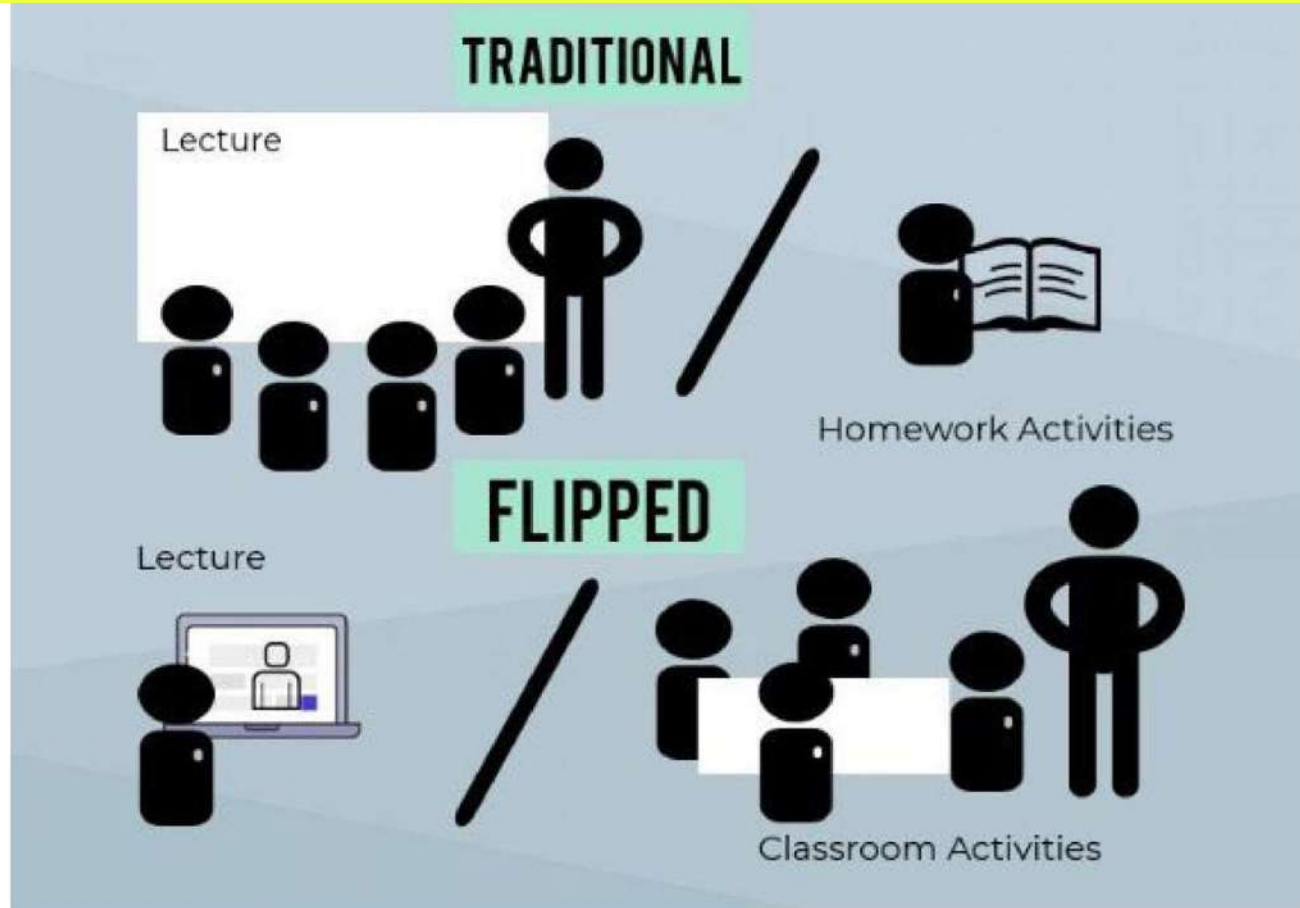 TRADITIONAL
Lecture
Homework Activities
FLIPPED
Lecture
Classroom Activities